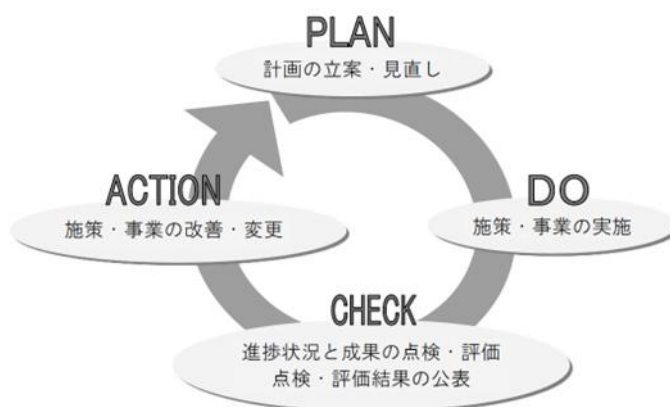 PLAN
計画の立案・見直し
DO
施策・事業の実施
CHECK
進捗状況と成果の点検・評価
点検・評価結果の公表
ACTION
施策・事業の改善・変更